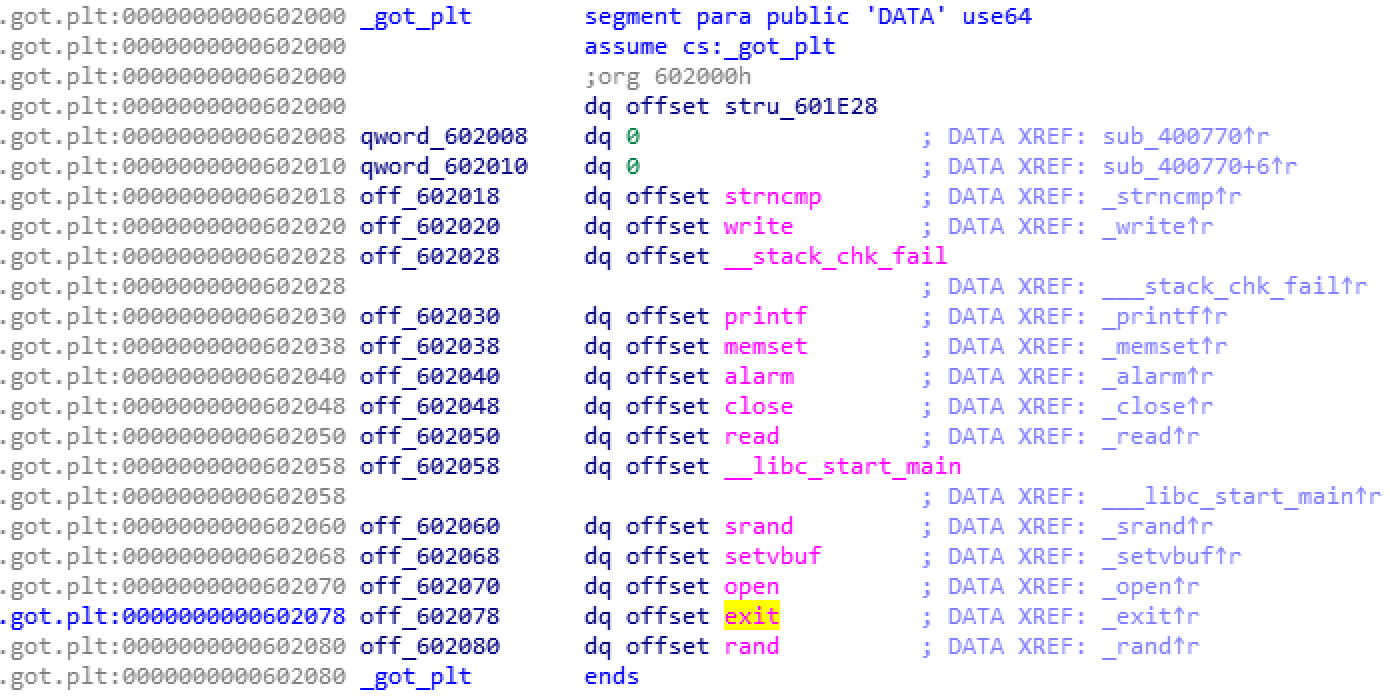 .got.plt:0000000000602000 _got_plt segment para public 'DATA' use64
.got.plt:0000000000602000 assume cs:_got_plt
.got.plt:0000000000602000 ;org 602000h
.got.plt:0000000000602000 dq offset stru_601E28
.got.plt:0000000000602008 qword_602008 dq 0 ; DATA XREF: sub_400770↑r
.got.plt:0000000000602010 qword_602010 dq 0 ; DATA XREF: sub_400770+6↑r
.got.plt:0000000000602018 off_602018 dq offset strncmp ; DATA XREF: _strncmp↑r
.got.plt:0000000000602020 off_602020 dq offset write ; DATA XREF: _write↑r
.got.plt:0000000000602028 off_602028 dq offset __stack_chk_fail
.got.plt:0000000000602028 ; DATA XREF: ___stack_chk_fail↑r
.got.plt:0000000000602030 off_602030 dq offset printf ; DATA XREF: _printf↑r
.got.plt:0000000000602038 off_602038 dq offset memset ; DATA XREF: _memset↑r
.got.plt:0000000000602040 off_602040 dq offset alarm ; DATA XREF: _alarm↑r
.got.plt:0000000000602048 off_602048 dq offset close ; DATA XREF: _close↑r
.got.plt:0000000000602050 off_602050 dq offset read ; DATA XREF: _read↑r
.got.plt:0000000000602058 off_602058 dq offset __libc_start_main
.got.plt:0000000000602058 ; DATA XREF: ___libc_start_main↑r
.got.plt:0000000000602060 off_602060 dq offset srand ; DATA XREF: _srand↑r
.got.plt:0000000000602068 off_602068 dq offset setvbuf ; DATA XREF: _setvbuf↑r
.got.plt:0000000000602070 off_602070 dq offset open ; DATA XREF: _open↑r
.got.plt:0000000000602078 off_602078 dq offset exit ; DATA XREF: _exit↑r
.got.plt:0000000000602080 off_602080 dq offset rand ; DATA XREF: _rand↑r
.got.plt:0000000000602080 _got_plt ends